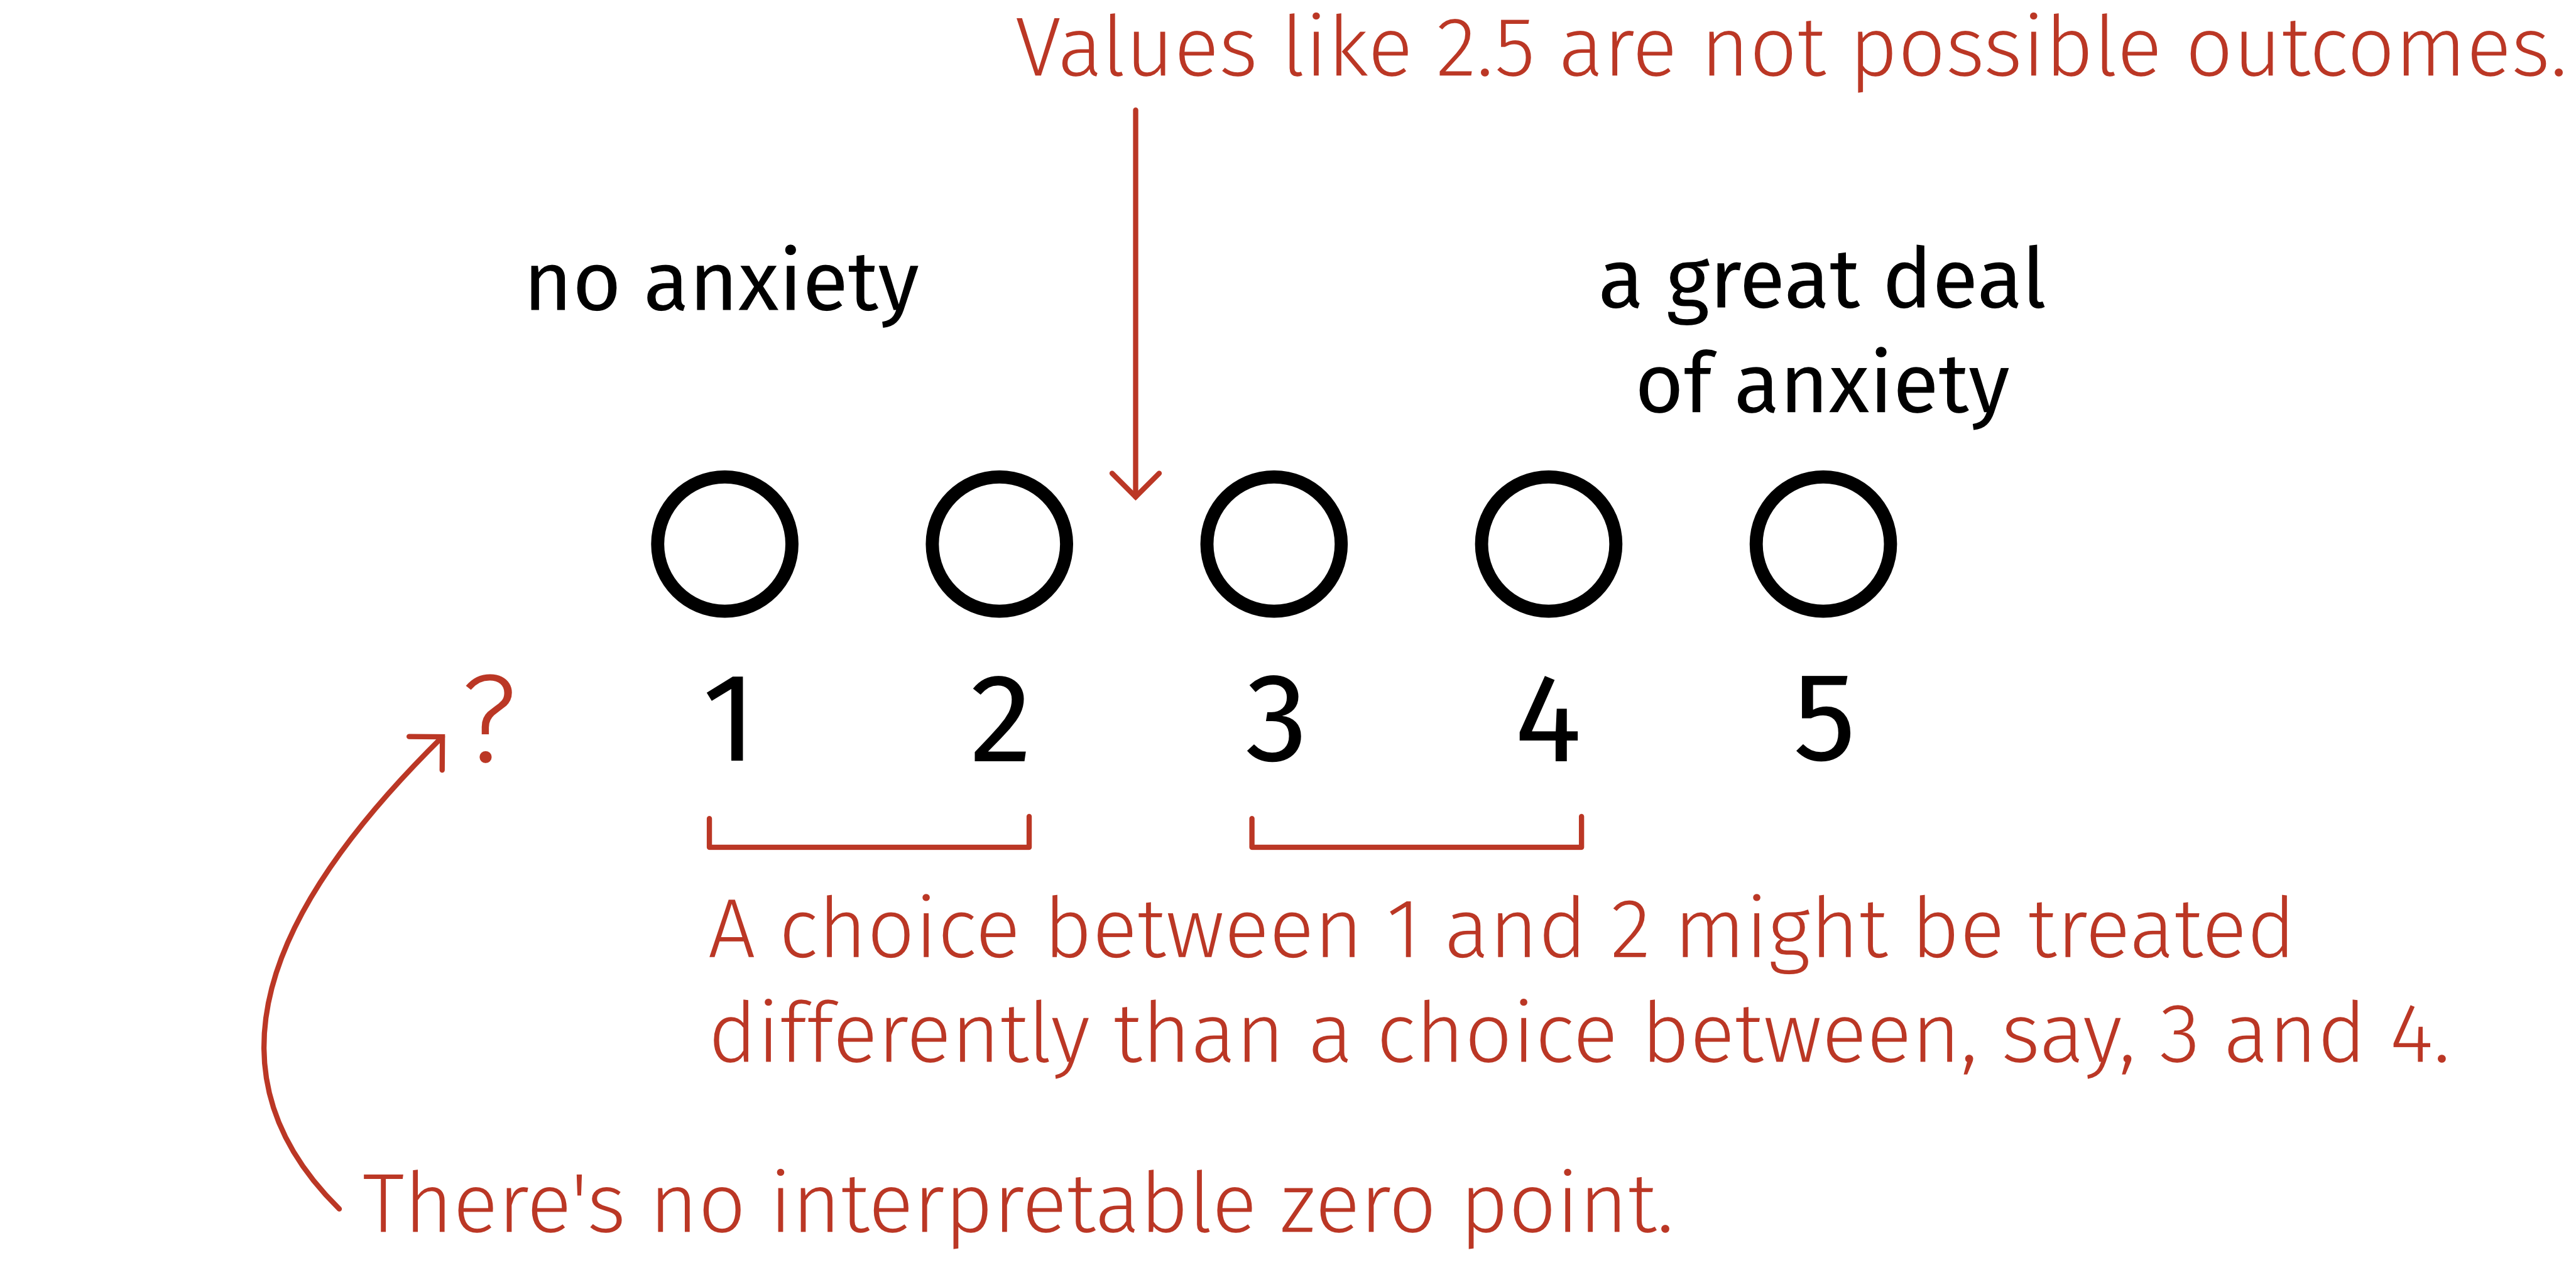 Values like 2.5 are not possible outcomes.
no anxiety
a great deal
of anxiety
? 1 2 3 4 5
A choice between 1 and 2 might be treated
differently than a choice between, say, 3 and 4.
There's no interpretable zero point.